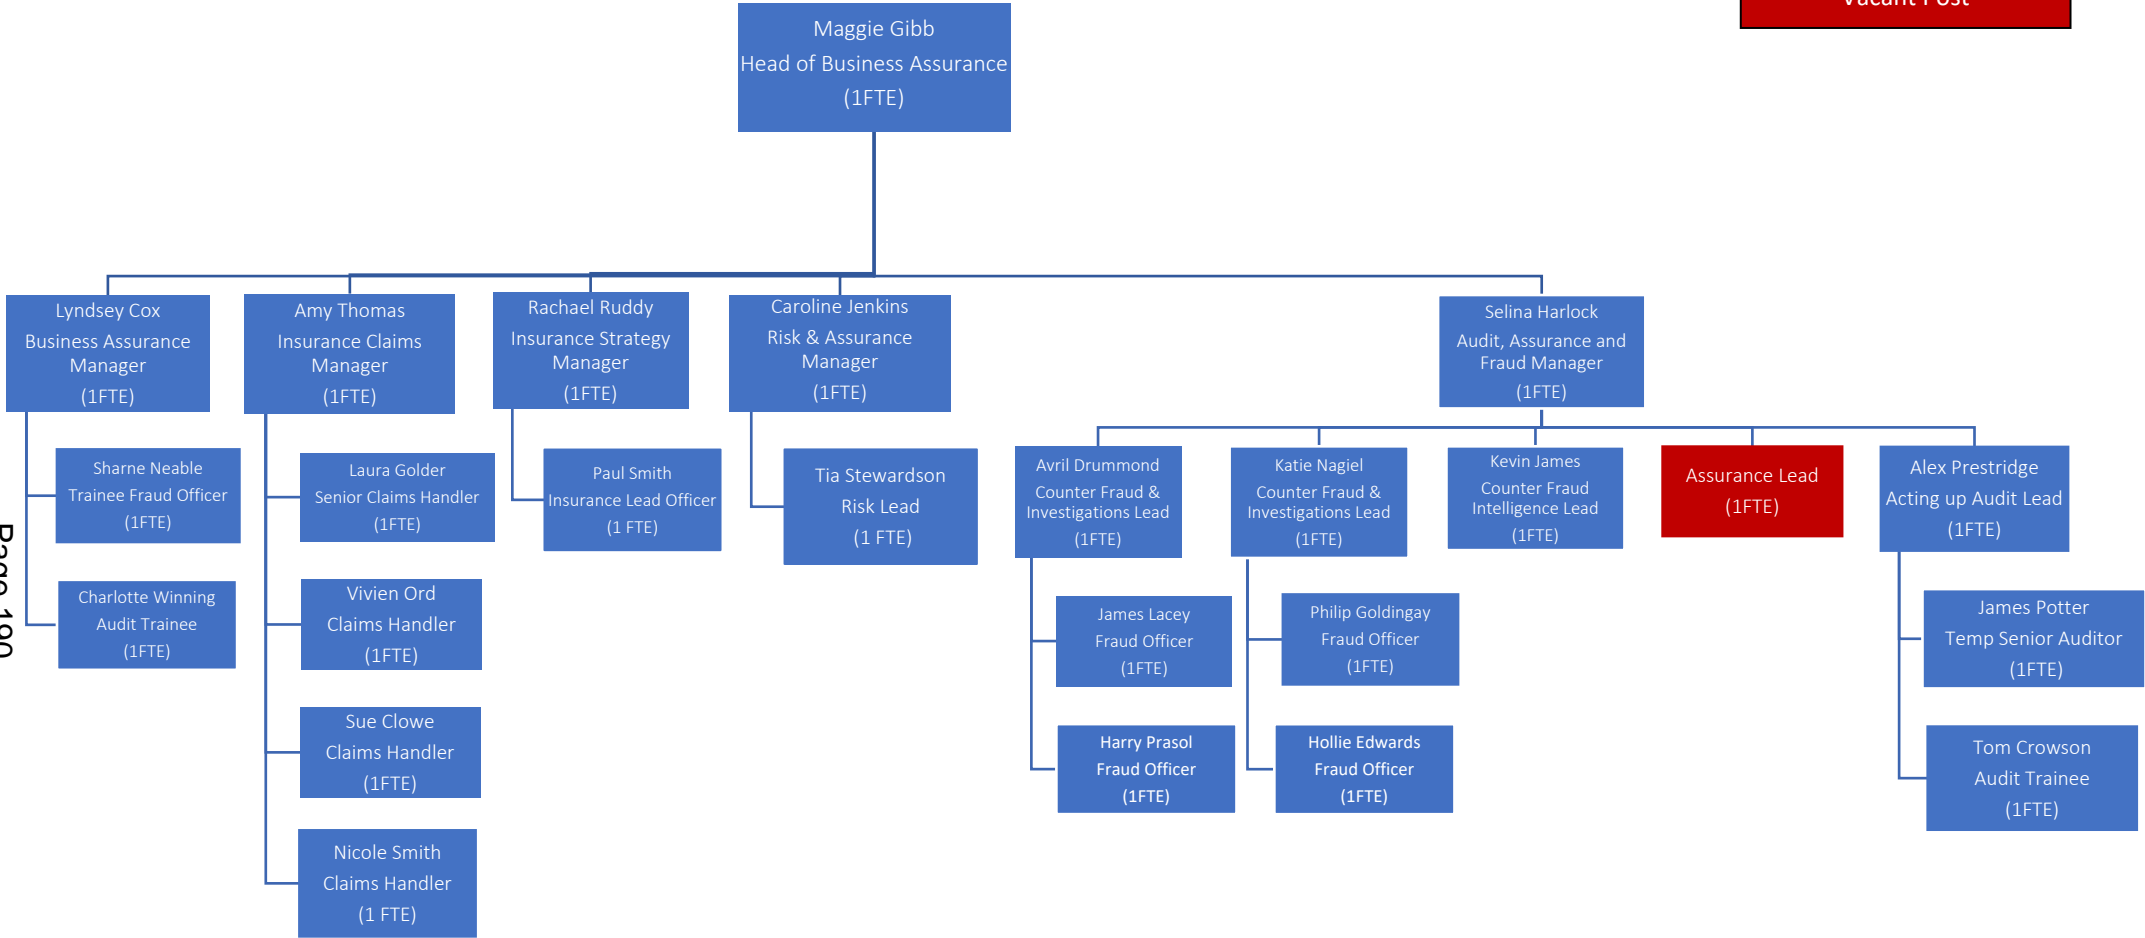 Vacant Post
Maggie Gibb
Head of Business Assurance
(1FTE)
Lyndsey Cox
Business Assurance
Manager
(1FTE)
Amy Thomas
Insurance Claims
Manager
(1FTE)
Rachael Ruddy
Insurance Strategy
Manager
(1FTE)
Caroline Jenkins
Risk & Assurance
Manager
(1FTE)
Selina Harlock
Audit, Assurance and
Fraud Manager
(1FTE)
Sharne Neable
Trainee Fraud Officer
(1FTE)
Charlotte Winning
Audit Trainee
(1FTE)
Laura Golder
Senior Claims Handler
(1FTE)
Vivien Ord
Claims Handler
(1FTE)
Sue Clowe
Claims Handler
(1FTE)
Nicole Smith
Claims Handler
(1 FTE)
Paul Smith
Insurance Lead Officer
(1 FTE)
Tia Stewardson
Risk Lead
(1 FTE)
Avril Drummond
Counter Fraud &
Investigations Lead
(1FTE)
James Lacey
Fraud Officer
(1FTE)
Harry Prasol
Fraud Officer
(1FTE)
Katie Nagiel
Counter Fraud &
Investigations Lead
(1FTE)
Philip Goldingay
Fraud Officer
(1FTE)
Hollie Edwards
Fraud Officer
(1FTE)
Kevin James
Counter Fraud
Intelligence Lead
(1FTE)
Assurance Lead
(1FTE)
Alex Prestridge
Acting up Audit Lead
(1FTE)
James Potter
Temp Senior Auditor
(1FTE)
Tom Crowson
Audit Trainee
(1FTE)
Page 190